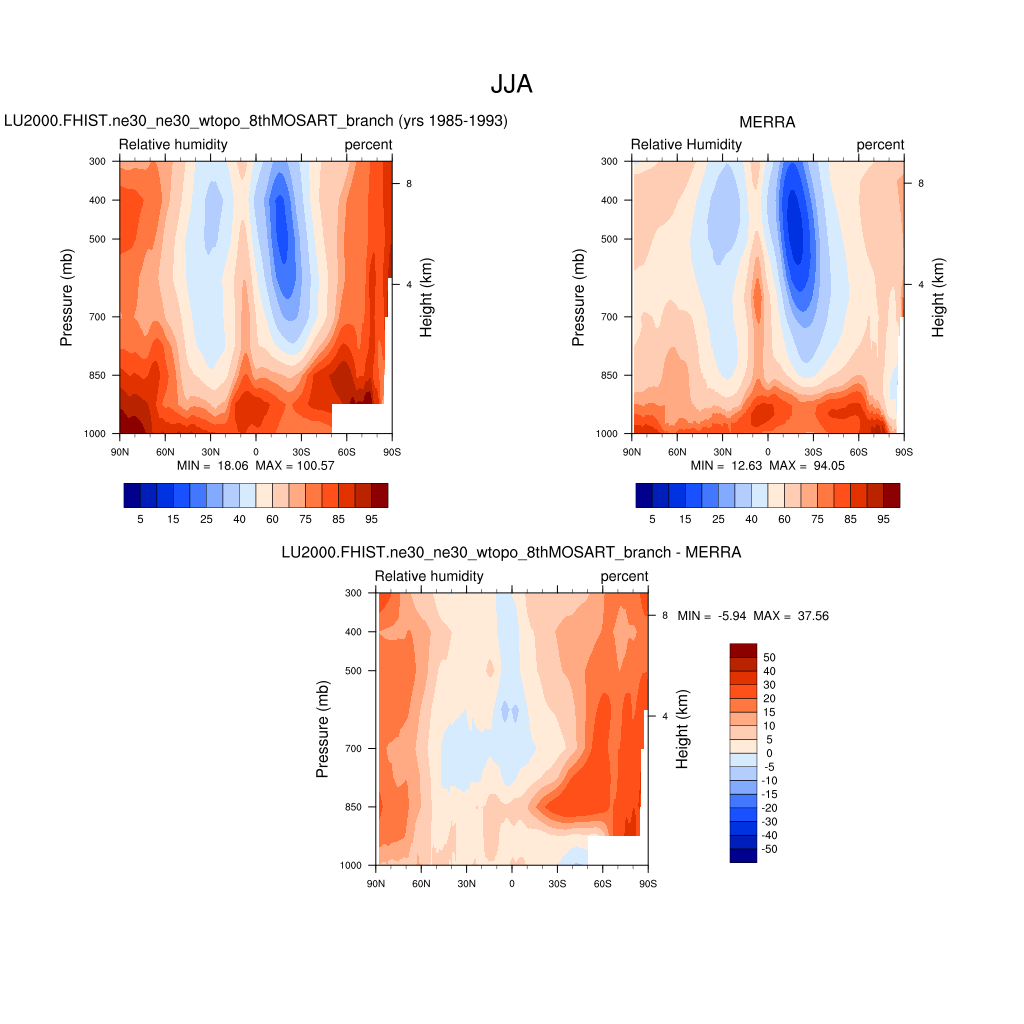 JJA
LU2000.FHIST.ne30_ne30_wtopo_8thMOSART_branch (yrs 1985-1993)
Relative humidity percent
300
400
500
700
850
1000
Pressure (mb)
8
4
Height (km)
90N 60N 30N 0 30S 60S 90S
MIN = 18.06 MAX = 100.57
5 15 25 40 60 75 85 95
MERRA
Relative Humidity percent
300
400
500
700
850
1000
Pressure (mb)
8
4
Height (km)
90N 60N 30N 0 30S 60S 90S
MIN = 12.63 MAX = 94.05
5 15 25 40 60 75 85 95
LU2000.FHIST.ne30_ne30_wtopo_8thMOSART_branch - MERRA
Relative humidity percent
300
400
500
700
850
1000
Pressure (mb)
8
4
Height (km)
90N 60N 30N 0 30S 60S 90S
MIN = -5.94 MAX = 37.56
50
40
30
20
15
10
5
0
-5
-10
-15
-20
-30
-40
-50